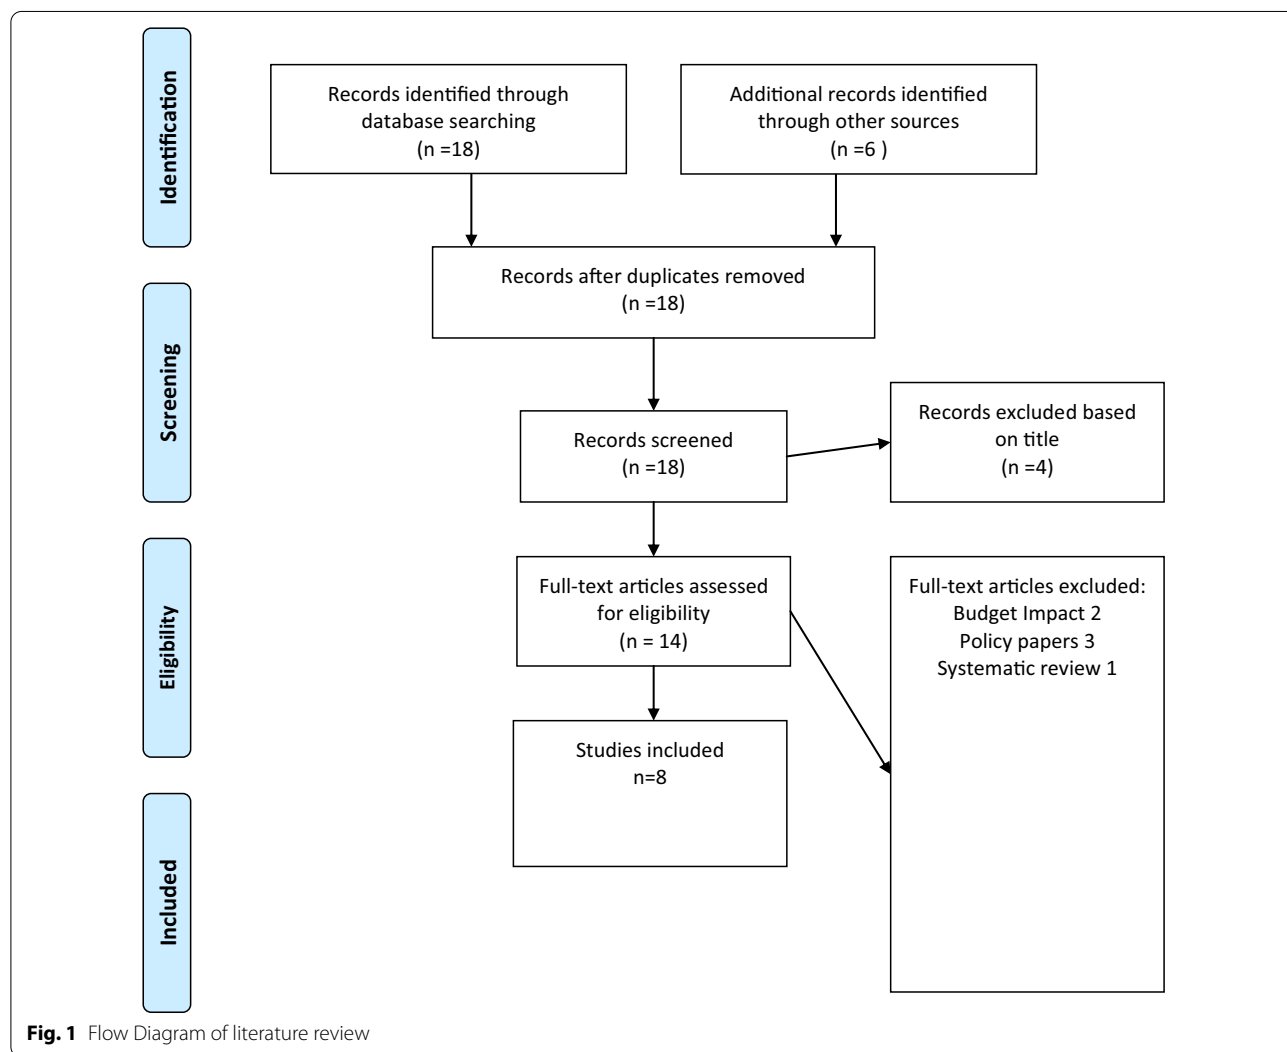 Identification
Records identified through
database searching
(n =18)
Additional records identified
through other sources
(n =6 )
Records after duplicates removed
(n =18)
Screening
Records screened
(n =18)
Records excluded based
on title
(n =4)
Eligibility
Full-text articles assessed
for eligibility
(n = 14)
Full-text articles excluded:
Budget Impact 2
Policy papers 3
Systematic review 1
Studies included
n=8
Included
Fig. 1 Flow Diagram of literature review